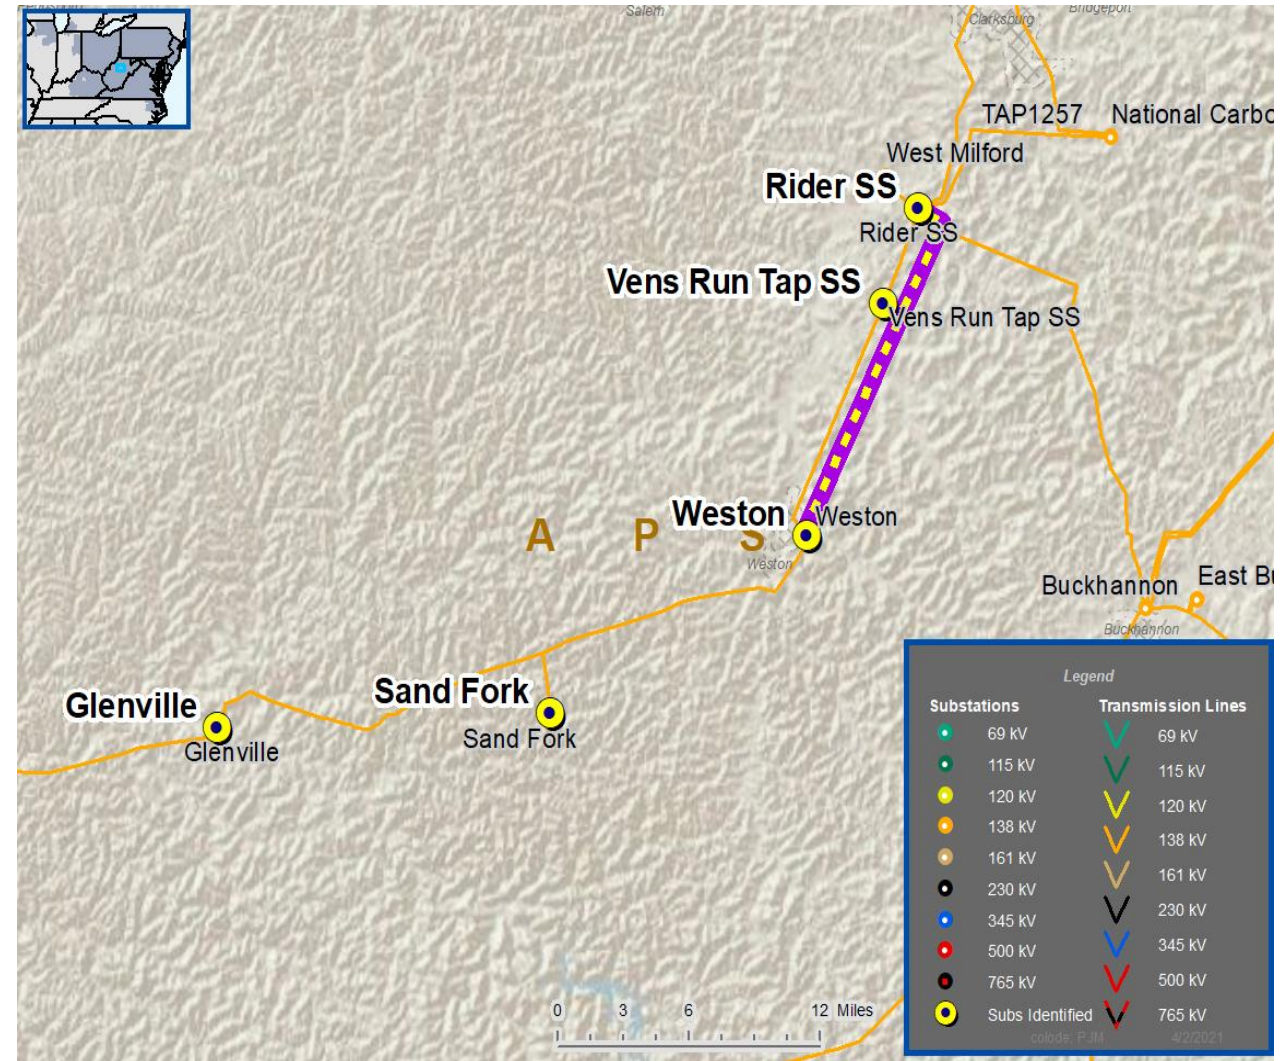 Salem
Clarksburg
Bridgeport
TAP1257
National Carbo
West Milford
Rider SS
Rider SS
Vens Run Tap SS
Vens Run Tap SS
Weston
Weston
A P S
Weston
Buckhannon
East Bu
Buckhannon
Glenville
Glenville
Sand Fork
Sand Fork
0 3 6 12 Miles
Legend
Substations
69 kV
115 kV
120 kV
138 kV
161 kV
230 kV
345 kV
500 kV
765 kV
Subs Identified
Transmission Lines
69 kV
115 kV
120 kV
138 kV
161 kV
230 kV
345 kV
500 kV
765 kV
PJM
4/2/2021